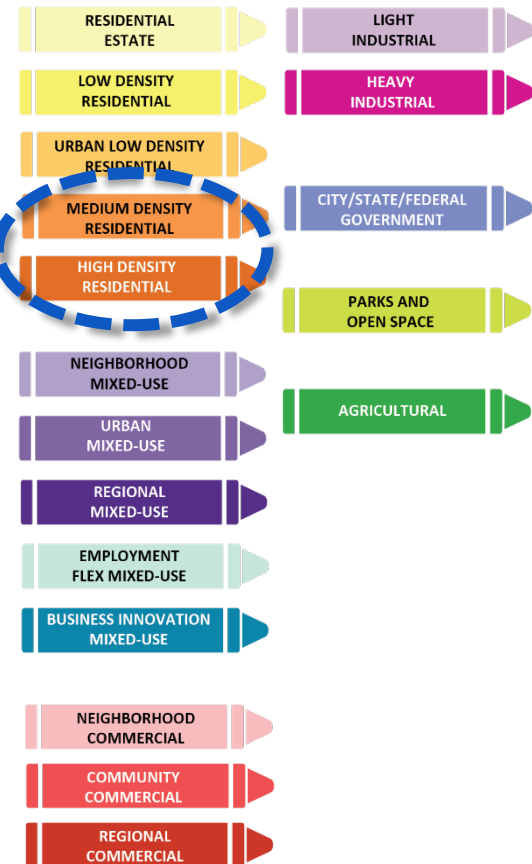 RESIDENTIAL
ESTATE
LOW DENSITY
RESIDENTIAL
URBAN LOW DENSITY
RESIDENTIAL
MEDIUM DENSITY
RESIDENTIAL
HIGH DENSITY
RESIDENTIAL
NEIGHBORHOOD
MIXED-USE
URBAN
MIXED-USE
REGIONAL
MIXED-USE
EMPLOYMENT
FLEX MIXED-USE
BUSINESS INNOVATION
MIXED-USE
NEIGHBORHOOD
COMMERCIAL
COMMUNITY
COMMERCIAL
REGIONAL
COMMERCIAL
LIGHT
INDUSTRIAL
HEAVY
INDUSTRIAL
CITY/STATE/FEDERAL
GOVERNMENT
PARKS AND
OPEN SPACE
AGRICULTURAL